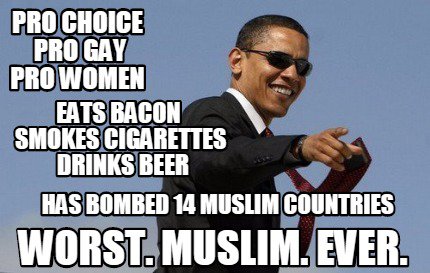 PRO CHOICE
PRO GAY
PRO WOMEN
EATS BACON
SMOKES CIGARETTES
DRINKS BEER
HAS BOMBED 14 MUSLIM COUNTRIES
WORST. MUSLIM. EVER.